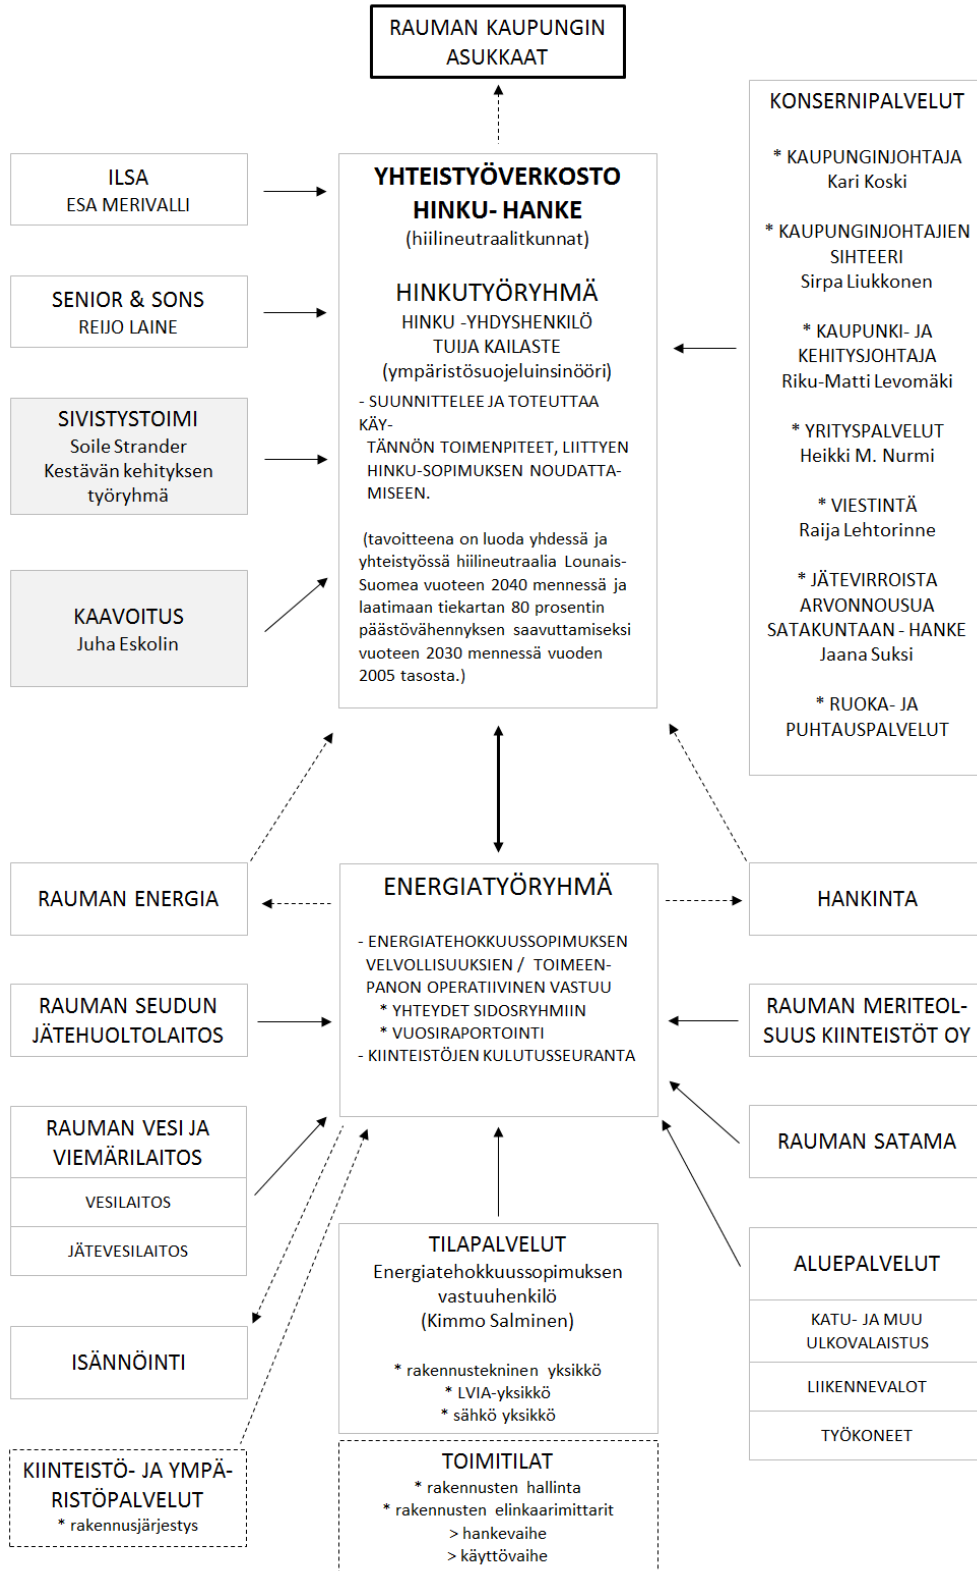 RAUMAN KAUPUNGIN
ASUKKAAT
ILSA
ESA MERIVALLI
SENIOR & SONS
REIJO LAINE
SIVISTYSTOIMI
Soile Strander
Kestävän kehityksen
työryhmä
KAAVOITUS
Juha Eskolin
YHTEISTYÖVERKOSTO
HINKU- HANKE
(hiilineutraalitkunnat)
HINKUTYÖRYHMÄ
HINKU -YHDYSHENKILÖ
TUIJA KAILASTE
(ympäristösuojeluinsinööri)
- SUUNNITTELEE JA TOTEUTTAA
KÄY-
TÄNNÖN TOIMENPITEET, LIITTYEN
HINKU-SOPIMUKSEN NOUDATTA-
MISEEN.
(tavoitteena on luoda yhdessä ja
yhteistyössä hiilineutraalia Lounais-
Suomea vuoteen 2040 mennessä ja
laatimaan tiekartan 80 prosentin
päästövähennyksen saavuttamiseksi
vuoteen 2030 mennessä vuoden
2005 tasosta.)
KONSERNIPALVELUT
* KAUPUNGINJOHTAJA
Kari Koski
* KAUPUNGINJOHTAJIEN
SIHTEERI
Sirpa Liukkonen
* KAUPUNKI- JA
KEHITYSJOHTAJA
Riku-Matti Levomäki
* YRITYSPALVELUT
Heikki M. Nurmi
* VIESTINTÄ
Raija Lehtorinne
* JÄTEVIRROISTA
ARVONNOUSUA
SATAKUNTAAN - HANKE
Jaana Suksi
* RUOKA- JA
PUHTAUSPALVELUT
RAUMAN ENERGIA
RAUMAN SEUDUN
JÄTEHUOLTOLAITOS
RAUMAN VESI JA
VIEMÄRILAITOS
VESILAITOS
JÄTEVESILAITOS
ISÄNNÖINTI
KIINTEISTÖ- JA YMPÄ-
RISTÖPALVELUT
* rakennusjärjestys
ENERGIATYÖRYHMÄ
- ENERGIATEHOKKUUSSOPIMUKSEN
VELVOLLISUUKSIEN / TOIMEEN-
PANON OPERATIIVINEN VASTUU
* YHTEYDET SIDOSRYHMIIN
* VUOSIRAPORTOINTI
- KIINTEISTÖJEN KULUTUSSEURANTA
TILAPALVELUT
Energiatehokkuussopimuksen
vastuuhenkilö
(Kimmo Salminen)
* rakennustekninen yksikkö
* LVIA-yksikkö
* sähkö yksikkö
TOIMITILAT
* rakennusten hallinta
* rakennusten elinkaarimittarit
> hankevaihe
> käyttövaihe
HANKINTA
RAUMAN MERITEOL-
SUUS KIINTEISTÖT OY
RAUMAN SATAMA
ALUEPALVELUT
KATU- JA MUU
ULKOVALAISTUS
LIIKENNEVALOT
TYÖKONEET